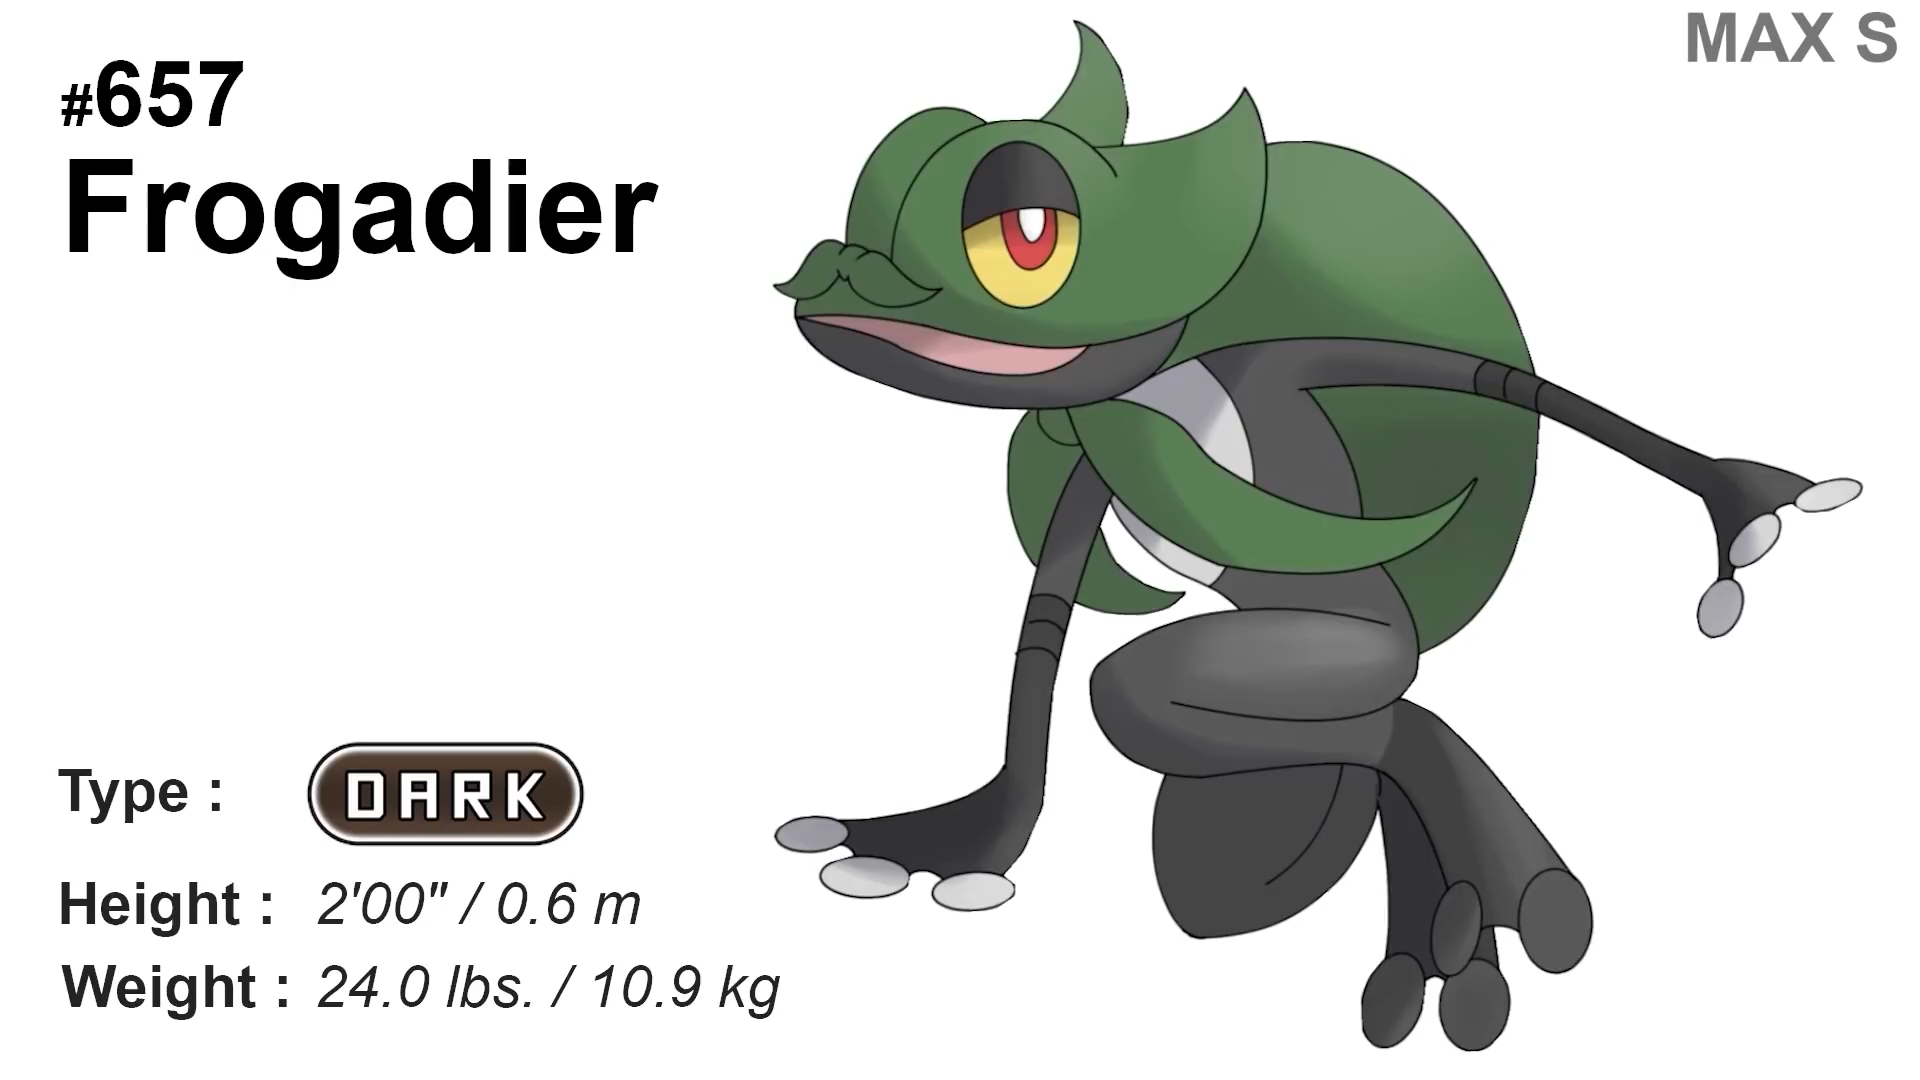 MAX S
#657
Frogadier
Type : DARK
Height : 2'00" / 0.6 m
Weight : 24.0 lbs. / 10.9 kg